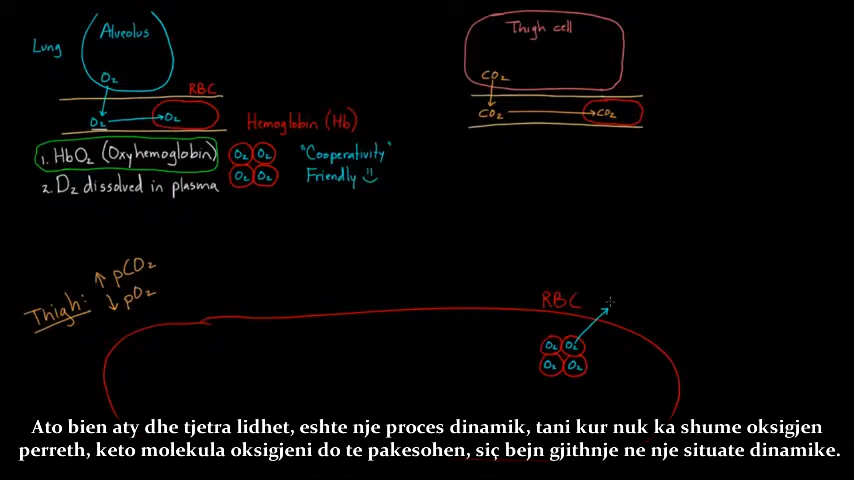 Lung
Alveolus
O₂
RBC
O₂
O₂
Hemoglobin (Hb)
1. HbO₂ (Oxyhemoglobin)
2. O₂ dissolved in plasma
O₂ O₂
O₂ O₂
"Cooperativity"
Friendly
Thigh cell
CO₂
CO₂
CO₂
Thigh:
↑ pCO₂
↓ pO₂
RBC
O₂ O₂
O₂ O₂
Ato bien aty dhe tjetra lidhet, eshte nje proces dinamik, tani kur nuk ka shume oksigjen
perreth, keto molekula oksigjeni do te pakesohen, siç bejn gjithnje ne nje situate dinamike.